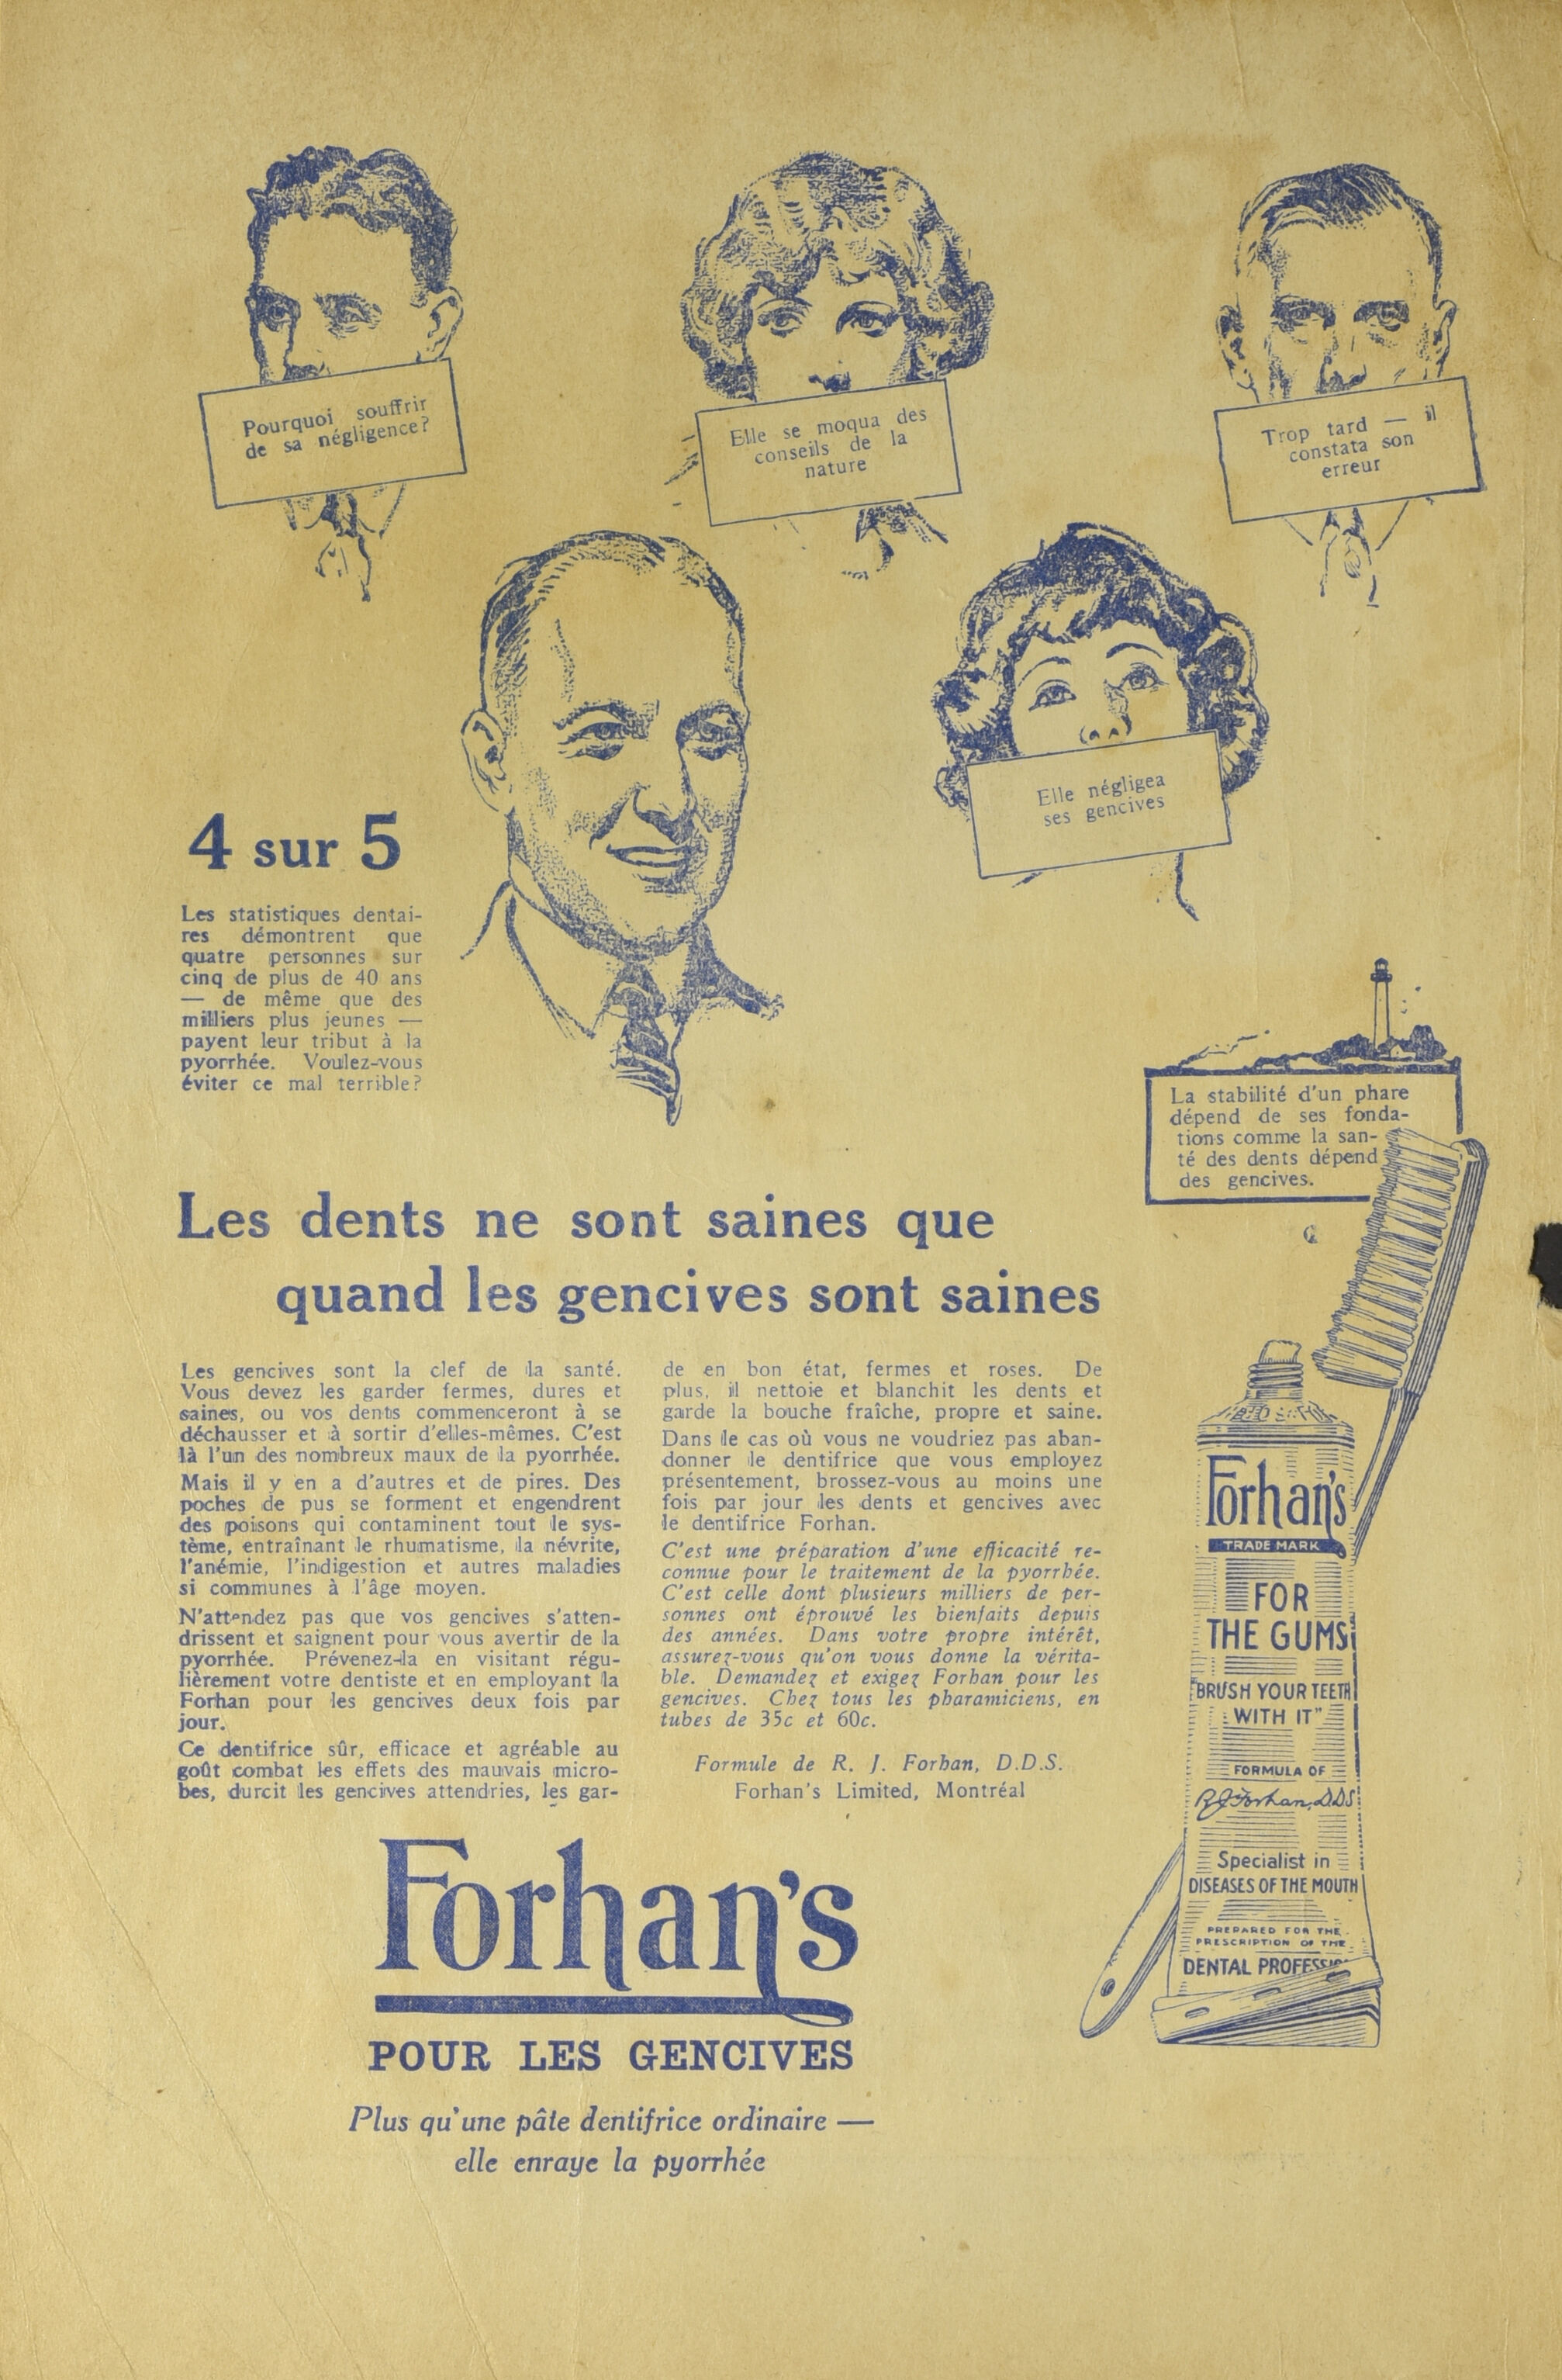 Pourquoi souffrir
de sa négligence?
Elle se moqua des
conseils de la
nature
Trop tard — il
constata son
erreur
Elle négligea
ses gencives
4 sur 5
Les statistiques dentai-
res démontrent que
quatre personnes sur
cinq de plus de 40 ans
— de même que des
milliers plus jeunes —
payent leur tribut à la
pyorrhée. Voulez-vous
éviter ce mal terrible?
La stabilité d'un phare
dépend de ses fonda-
tions comme la san-
té des dents dépend
des gencives.
Les dents ne sont saines que
quand les gencives sont saines
Les gencives sont la clef de la santé.
Vous devez les garder fermes, dures et
saines, ou vos dents commenceront à se
déchausser et à sortir d'elles-mêmes. C'est
là l'un des nombreux maux de la pyorrhée.
Mais il y en a d'autres et de pires. Des
poches de pus se forment et engendrent
des poisons qui contaminent tout le sys-
tème, entraînant le rhumatisme, la névrite,
l'anémie, l'indigestion et autres maladies
si communes à l'âge moyen.
N'attendez pas que vos gencives s'atten-
drissent et saignent pour vous avertir de la
pyorrhée. Prévenez-la en visitant régu-
lièrement votre dentiste et en employant la
Forhan pour les gencives deux fois par
jour.
Ce dentifrice sûr, efficace et agréable au
goût combat les effets des mauvais micro-
bes, durcit les gencives attendries, les gar-
de en bon état, fermes et roses. De
plus, il nettoie et blanchit les dents et
garde la bouche fraîche, propre et saine.
Dans le cas où vous ne voudriez pas aban-
donner le dentifrice que vous employez
présentement, brossez-vous au moins une
fois par jour les dents et gencives avec
le dentifrice Forhan.
C'est une préparation d'une efficacité re-
connue pour le traitement de la pyorrhée.
C'est celle dont plusieurs milliers de per-
sonnes ont éprouvé les bienfaits depuis
des années. Dans votre propre intérêt,
assurez-vous qu'on vous donne la vérita-
ble. Demandez et exigez Forhan pour les
gencives. Chez tous les pharamiciens, en
tubes de 35c et 60c.
Formule de R. J. Forhan, D.D.S.
Forhan's Limited, Montréal
Forhan's
POUR LES GENCIVES
Plus qu'une pâte dentifrice ordinaire —
elle enraye la pyorrhée
Forhan's
TRADE MARK
FOR
THE GUMS
"BRUSH YOUR TEETH
WITH IT"
FORMULA OF
R J Forhan, D.D.S
Specialist in
DISEASES OF THE MOUTH
PREPARED FOR THE
PRESCRIPTION OF THE
DENTAL PROFESSIO